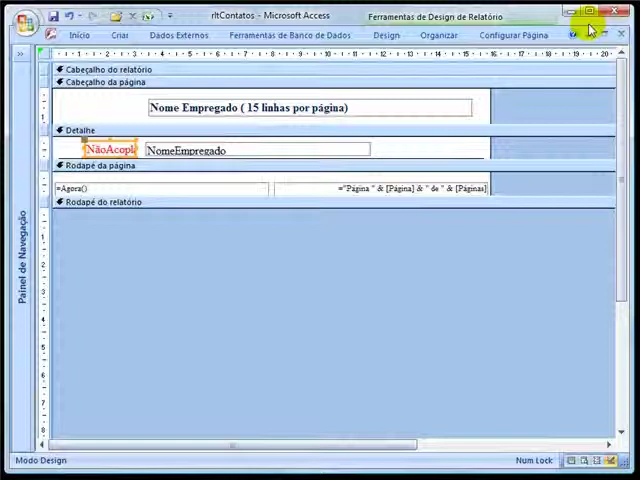 rltContatos - Microsoft Access
Ferramentas de Design de Relatório
Início Criar Dados Externos Ferramentas de Banco de Dados Design Organizar Configurar Página
Cabeçalho do relatório
Cabeçalho da página
Nome Empregado ( 15 linhas por página)
Detalhe
NãoAcopl NomeEmpregado
Rodapé da página
=Agora() ="Página " & [Página] & " de " & [Páginas]
Rodapé do relatório
Painel de Navegação
Modo Design Num Lock